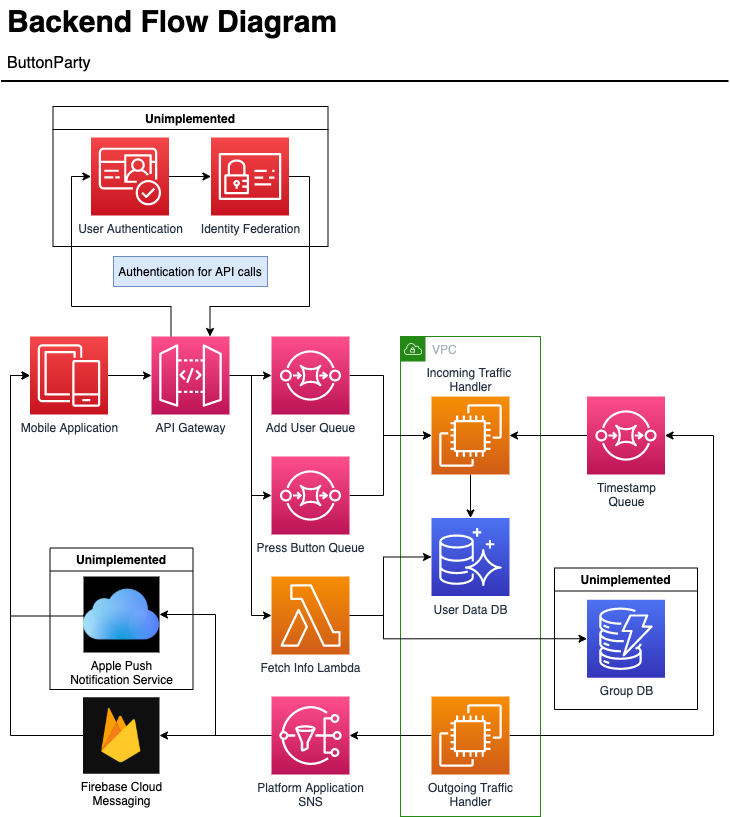 Backend Flow Diagram
ButtonParty
Unimplemented
User Authentication
Identity Federation
Authentication for API calls
VPC
Incoming Traffic
Handler
Mobile Application
API Gateway
</>
Add User Queue
Timestamp
Queue
Press Button Queue
Unimplemented
User Data DB
Unimplemented
Apple Push
Notification Service
Fetch Info Lambda
Group DB
Firebase Cloud
Messaging
Platform Application
SNS
Outgoing Traffic
Handler